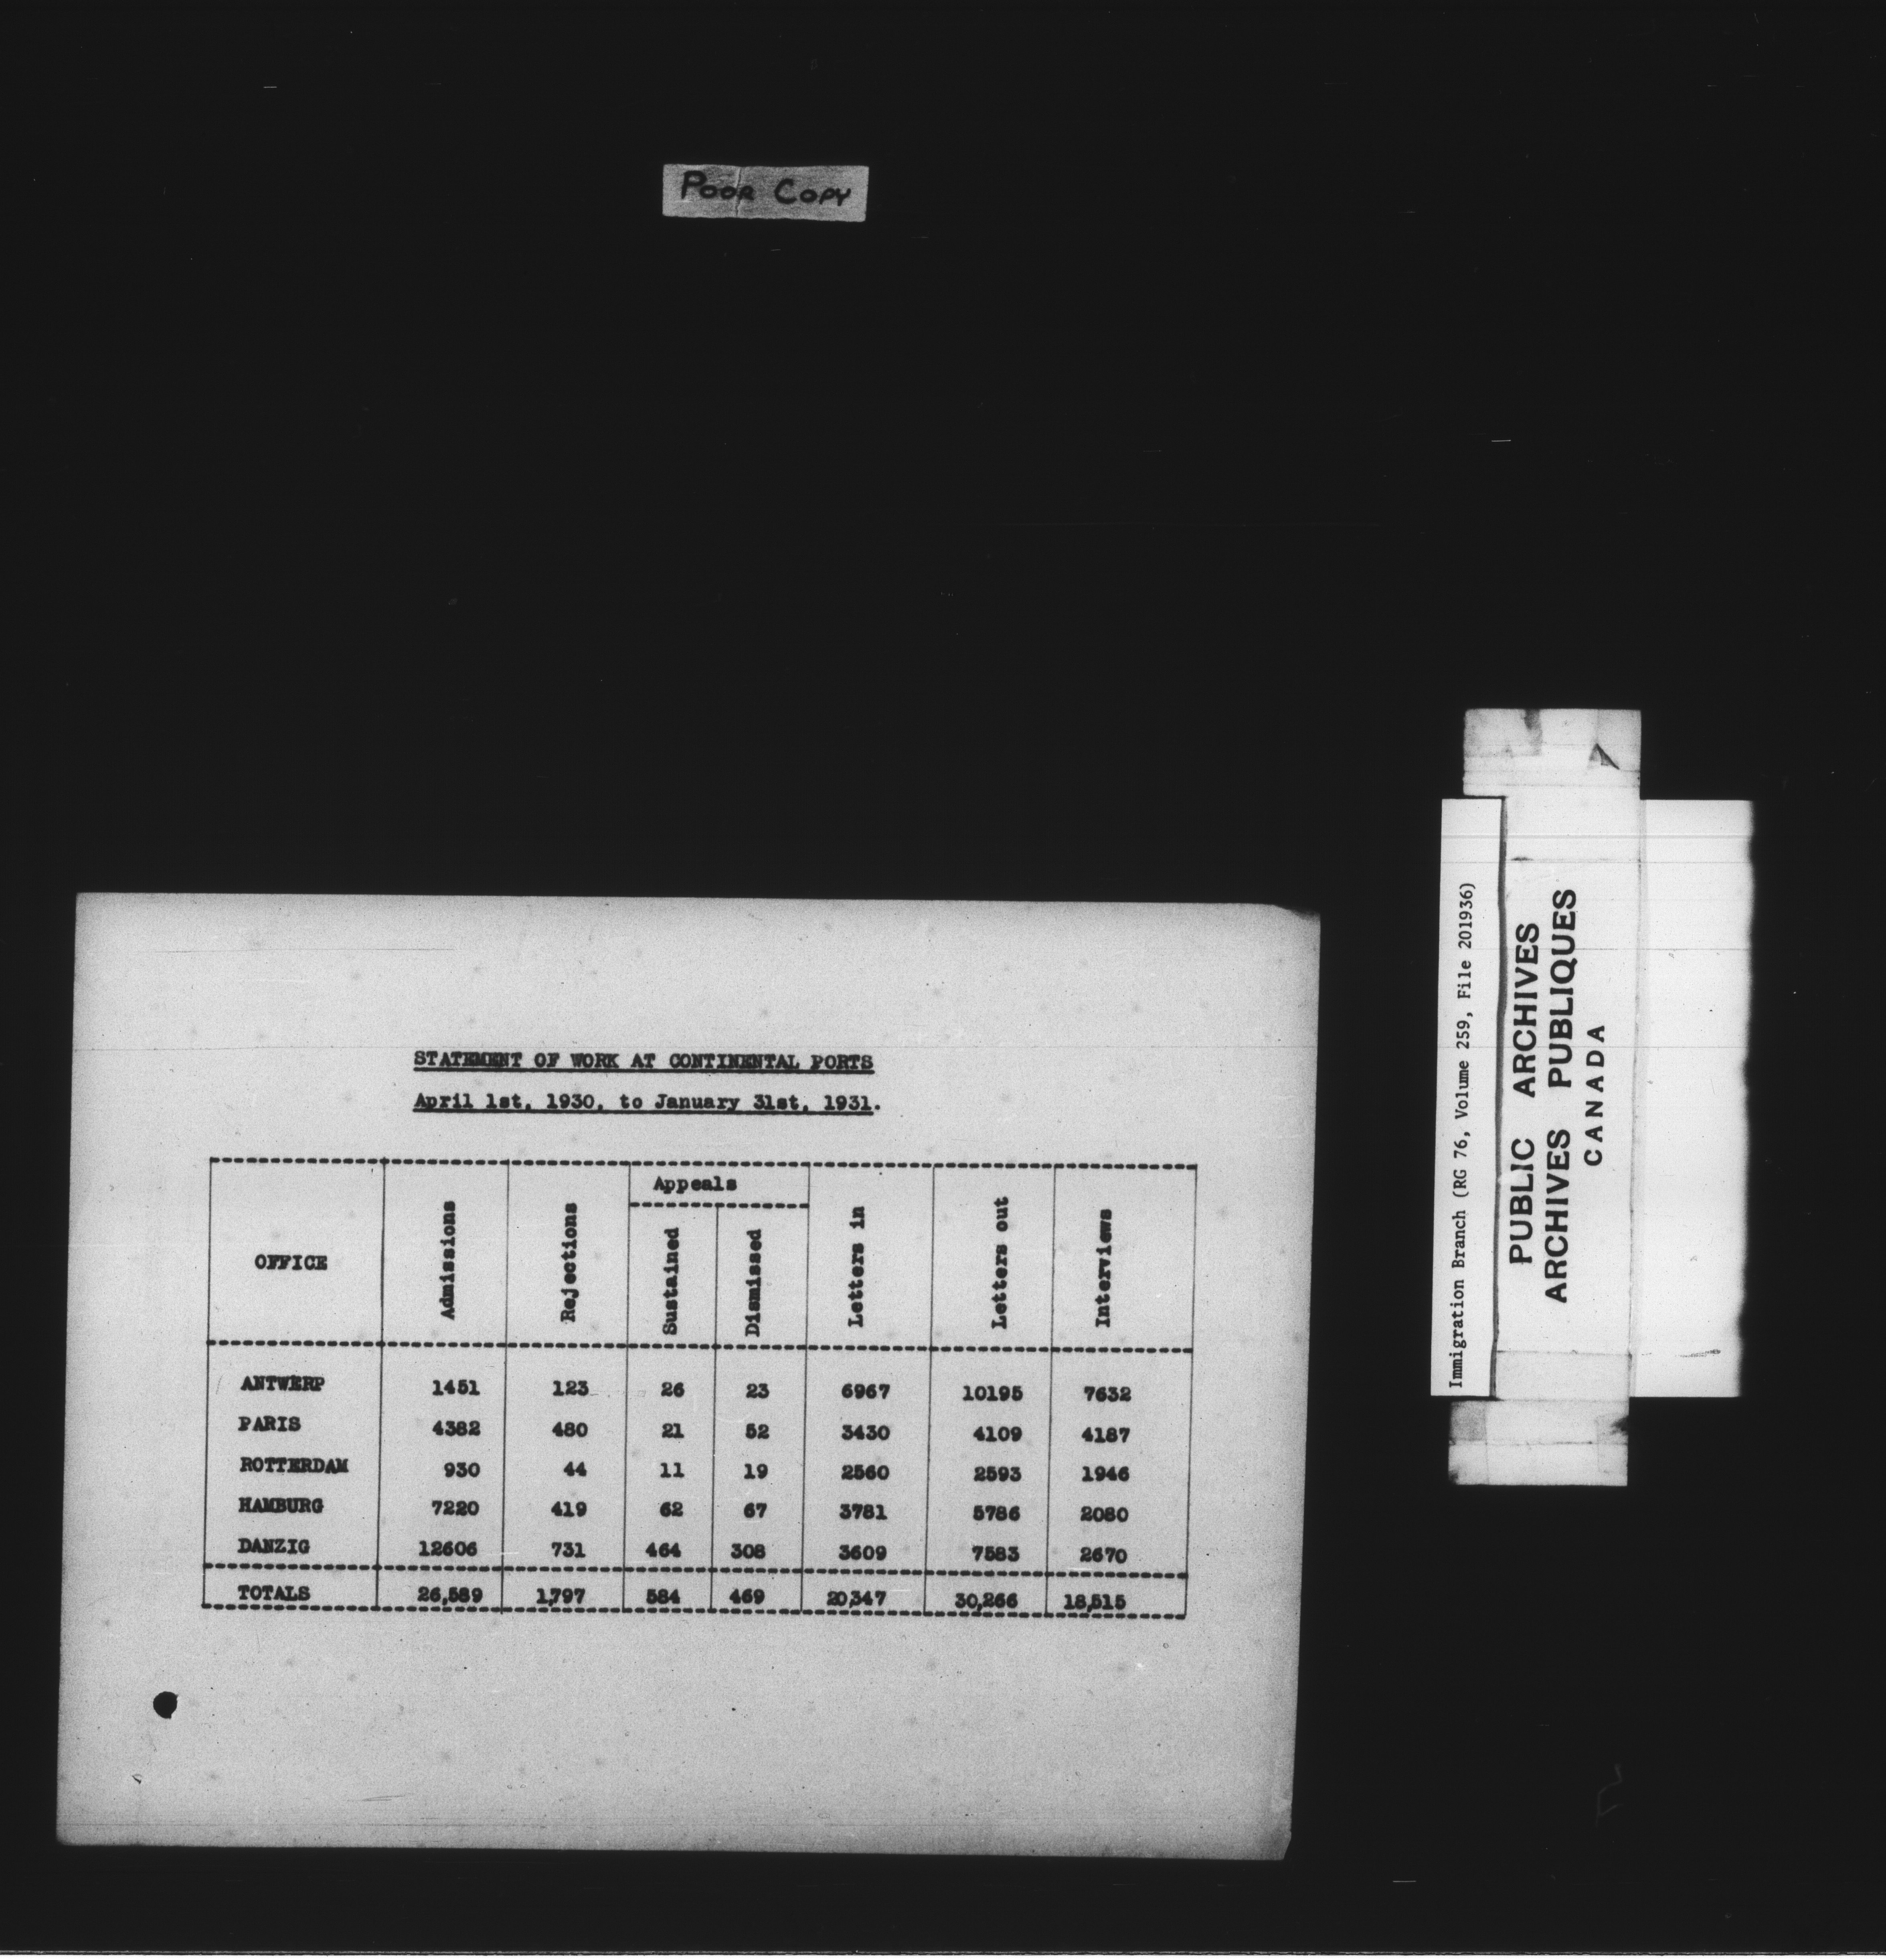 POOR COPY
STATEMENT OF WORK AT CONTINENTAL PORTS
April 1st, 1930, to January 31st, 1931.
OFFICE Admissions Rejections Appeals Sustained Dismissed Letters in Letters out Interviews
ANTWERP 1451 123 26 23 6967 10195 7632
PARIS 4382 480 21 52 3430 4109 4187
ROTTERDAM 930 44 11 19 2560 2593 1946
HAMBURG 7220 419 62 67 3781 5786 2080
DANZIG 12606 731 464 308 3609 7583 2670
TOTALS 26,589 1,797 584 469 20,347 30,266 18,515
Immigration Branch (RG 76, Volume 259, File 201936)
PUBLIC ARCHIVES
ARCHIVES PUBLIQUES
CANADA